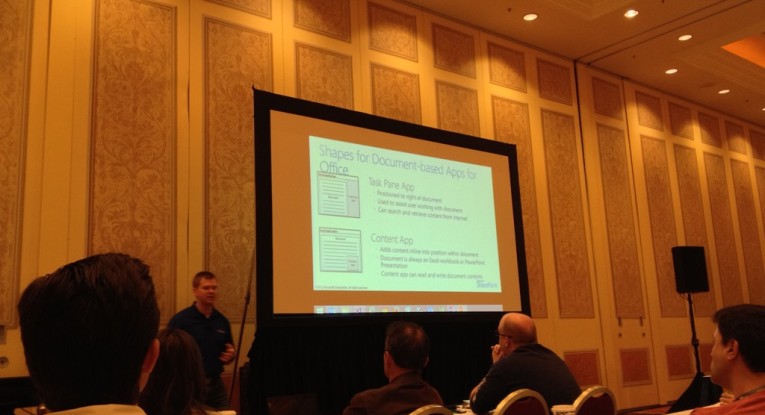 Shapes for Document-based Apps for
Office
Task Pane App
Positioned to right of document
Used to assist user working with document
Can search and retrieve content from Internet
Content App
Adds content inline into position within document
Document is always an Excel workbook or PowerPoint
Presentation
Content app can read and write document contents